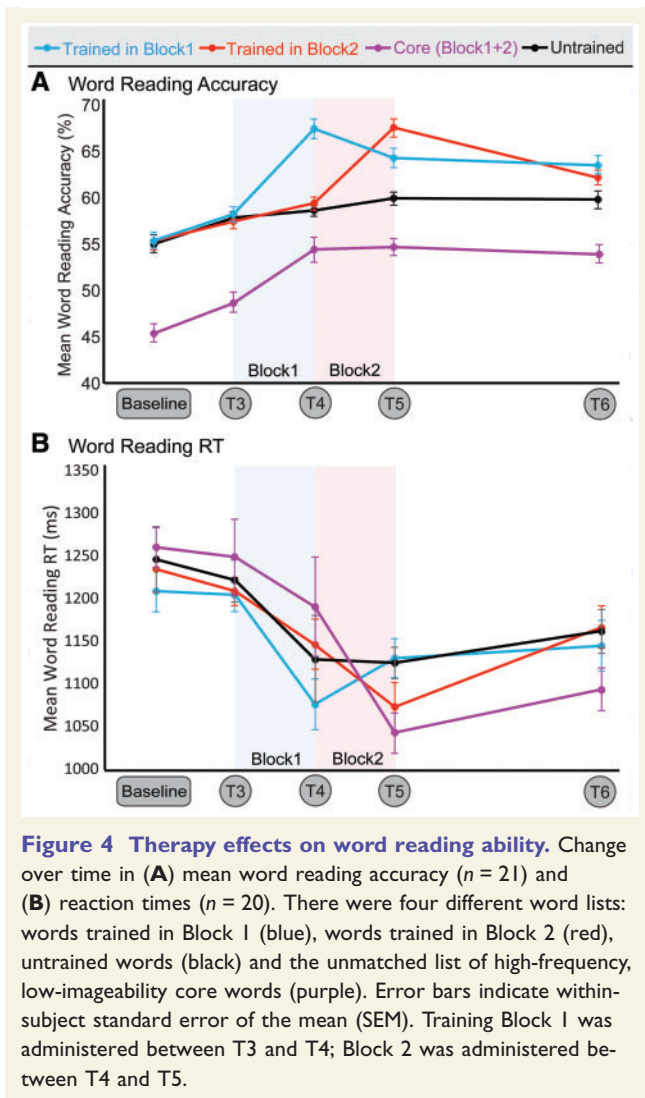 Trained in Block1 Trained in Block2 Core (Block1+2) Untrained
A Word Reading Accuracy
Mean Word Reading Accuracy (%)
70
65
60
55
50
45
40
Block1 Block2
Baseline T3 T4 T5 T6
B Word Reading RT
Mean Word Reading RT (ms)
1350
1300
1250
1200
1150
1100
1050
1000
Block1 Block2
Baseline T3 T4 T5 T6
Figure 4 Therapy effects on word reading ability. Change
over time in (A) mean word reading accuracy (n = 21) and
(B) reaction times (n = 20). There were four different word lists:
words trained in Block 1 (blue), words trained in Block 2 (red),
untrained words (black) and the unmatched list of high-frequency,
low-imageability core words (purple). Error bars indicate within-
subject standard error of the mean (SEM). Training Block 1 was
administered between T3 and T4; Block 2 was administered be-
tween T4 and T5.